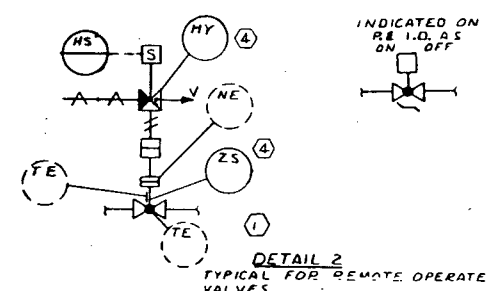 HS
S
HY
4
V
NE
TE
ZS
4
TE
1
INDICATED ON
P.& I.D. AS
ON OFF
DETAIL 2
TYPICAL FOR REMOTE OPERATE
VALVES